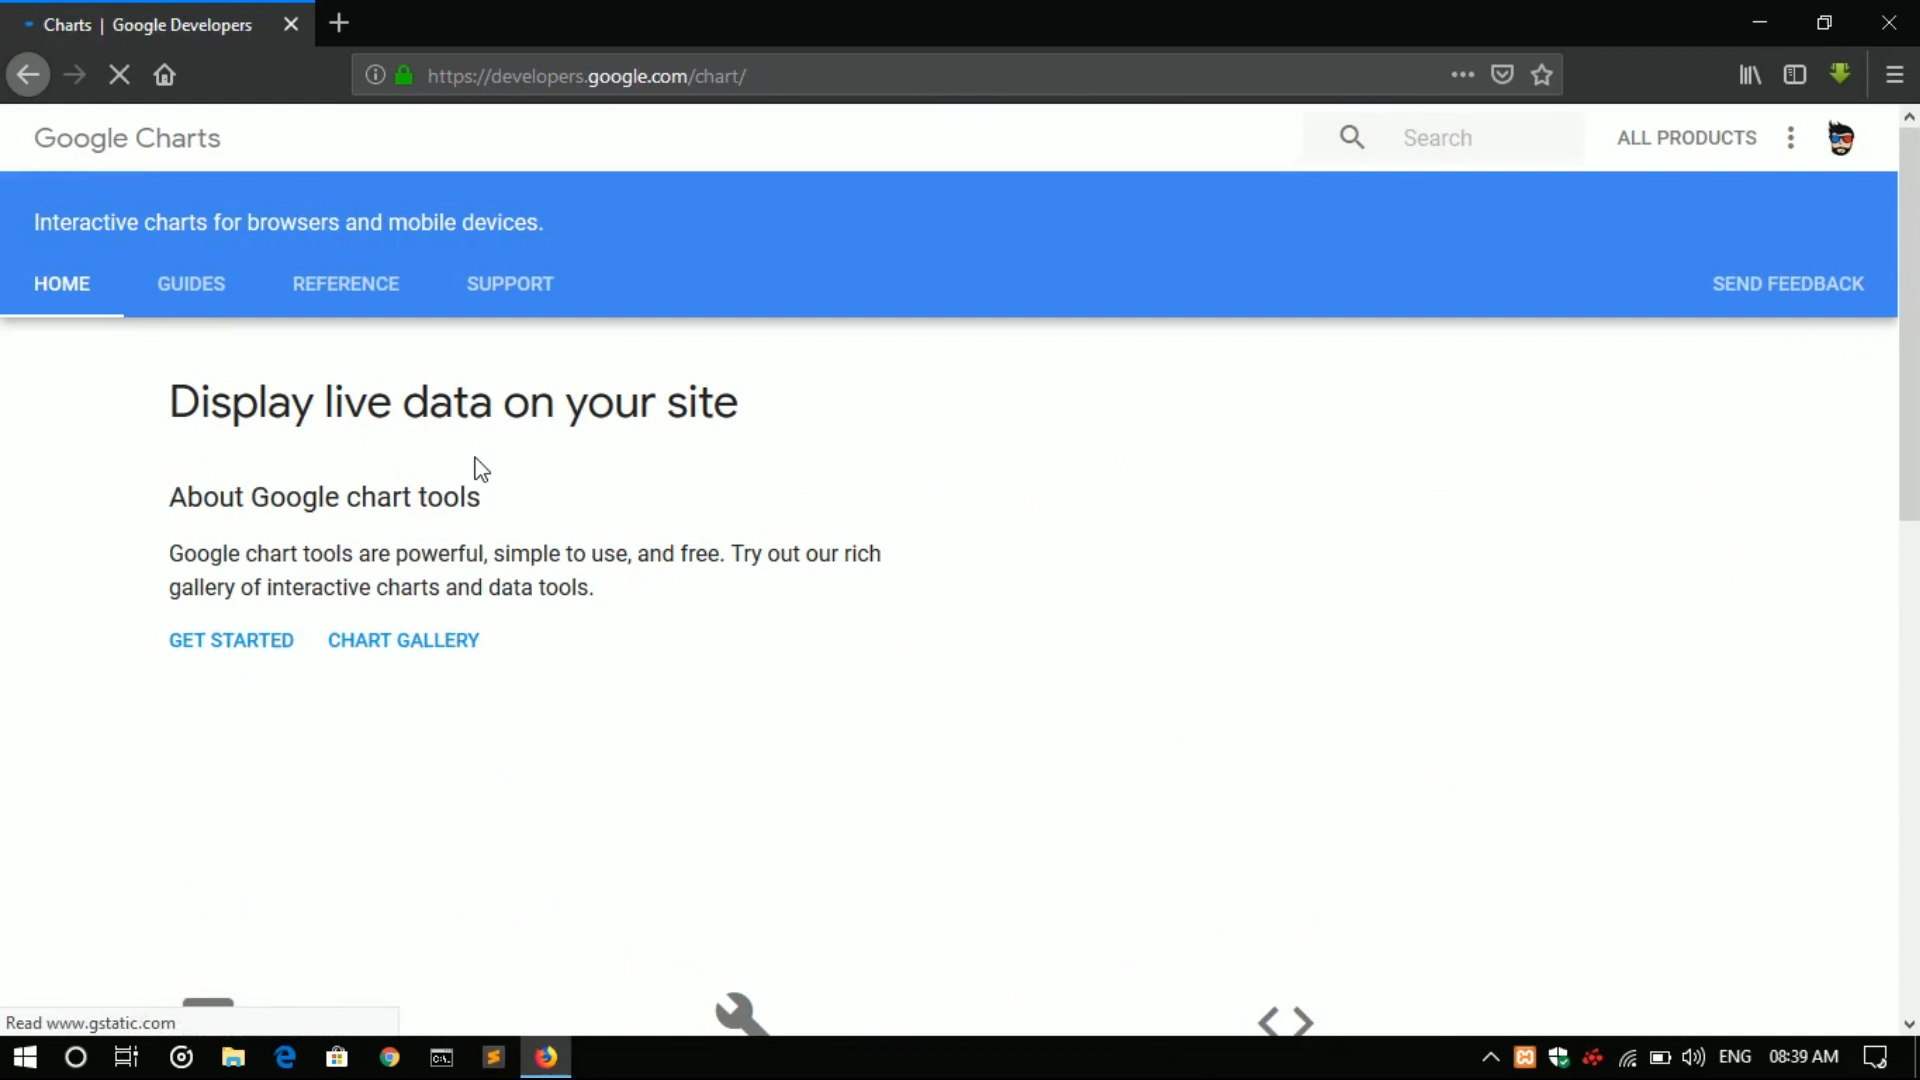 Charts | Google Developers
https://developers.google.com/chart/
Google Charts
Search
ALL PRODUCTS
Interactive charts for browsers and mobile devices.
HOME
GUIDES
REFERENCE
SUPPORT
SEND FEEDBACK
Display live data on your site
About Google chart tools
Google chart tools are powerful, simple to use, and free. Try out our rich
gallery of interactive charts and data tools.
GET STARTED
CHART GALLERY
Read www.gstatic.com
ENG
08:39 AM